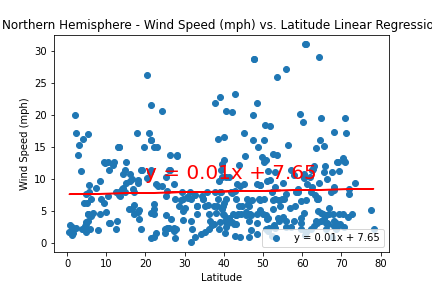 Northern Hemisphere - Wind Speed (mph) vs. Latitude Linear Regressio
30
25
20
15
10
5
0
Wind Speed (mph)
y = 0.01x + 7.65
y = 0.01x + 7.65
0 10 20 30 40 50 60 70 80
Latitude